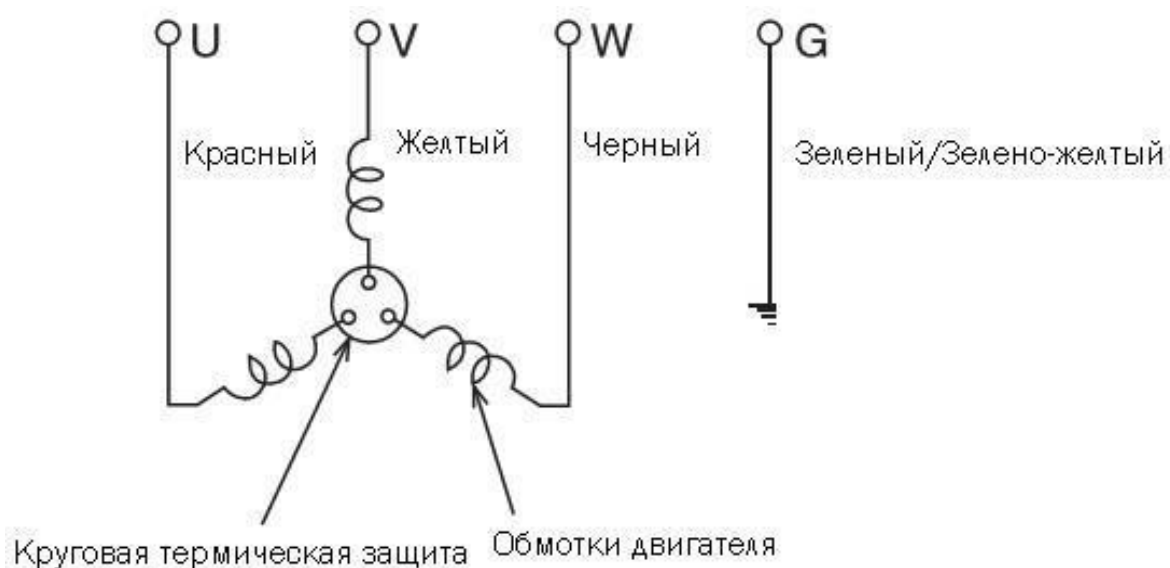 U
V
W
G
Красный
Желтый
Черный
Зеленый/Зелено-желтый
Круговая термическая защита
Обмотки двигателя